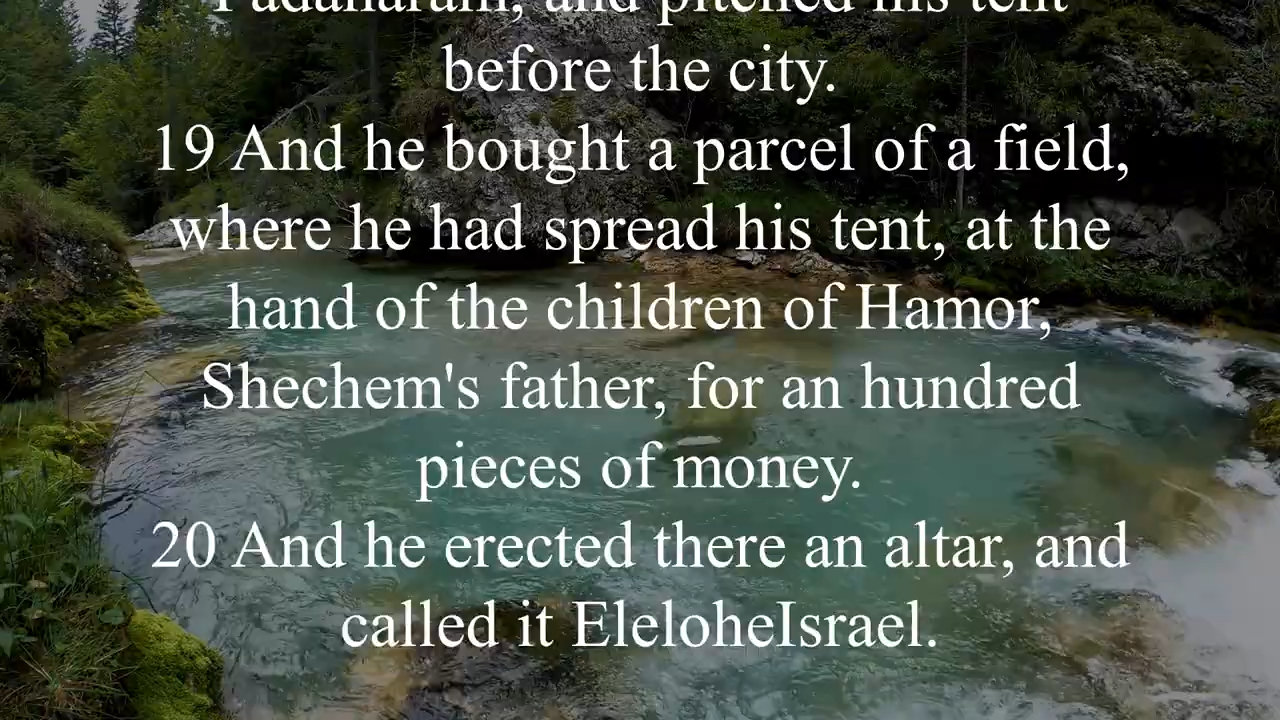 Padanaram, and pitched his tent
before the city.
19 And he bought a parcel of a field,
where he had spread his tent, at the
hand of the children of Hamor,
Shechem's father, for an hundred
pieces of money.
20 And he erected there an altar, and
called it EleloheIsrael.